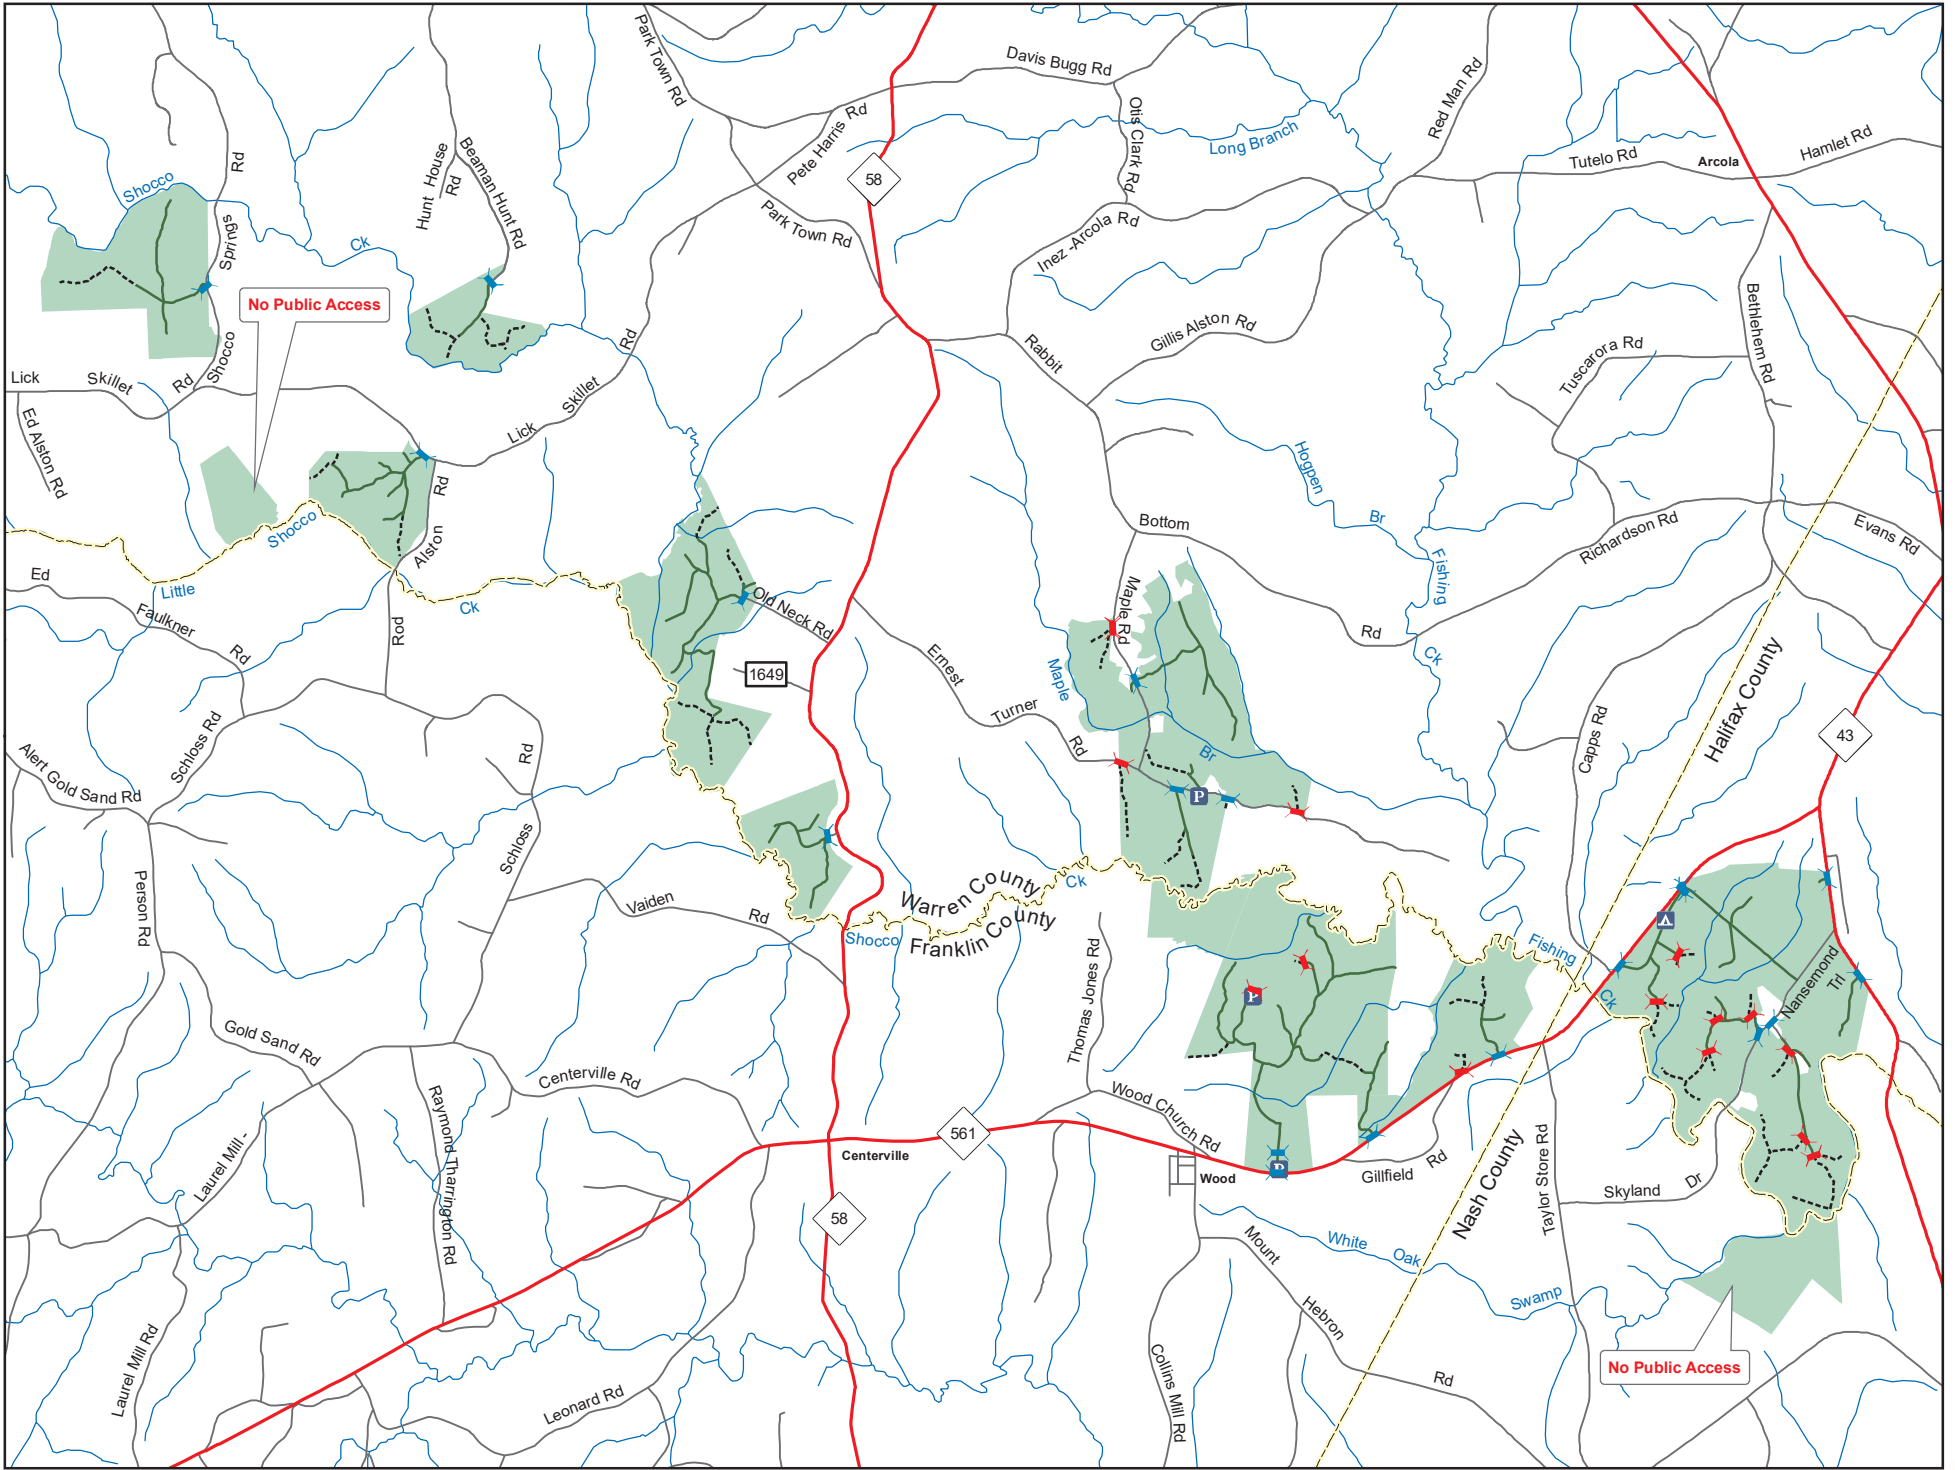 Park Town Rd
Davis Bugg Rd
Red Man Rd
Otis Clark Rd
Pete Harris Rd
Long Branch
Tutelo Rd
Arcola
Hamlet Rd
Hunt House
Rd
Beaman Hunt Rd
58
Shocco
Ck
Shocco Springs Rd
Park Town Rd
Inez -Arcola Rd
No Public Access
Gillis Alston Rd
Rabbit
Bottom
Rd
Bethlehem Rd
Tuscarora Rd
Lick Skillet Rd
Lick Skillet Rd
Ed Alston Rd
Hogpen
Br
Richardson Rd
Evans Rd
Rod Alston Rd
Little
Shocco
Ck
Fishing
Ck
Ed Faulkner Rd
Old Neck Rd
1649
Maple Rd
Maple
Br
Ernest Turner Rd
Capps Rd
Halifax County
43
Schloss Rd
Alert Gold Sand Rd
Schloss Rd
P
Person Rd
Vaiden Rd
Warren County
Franklin County
Shocco
Ck
Thomas Jones Rd
Fishing
Ck
P
Nansemond
Trl
Gold Sand Rd
Centerville Rd
Raymond Tharrington Rd
Laurel Mill -
Wood Church Rd
561
Centerville
Wood
P
Gillfield Rd
Nash County
Taylor Store Rd
Skyland Dr
58
White Oak Swamp
Mount Hebron Rd
Collins Mill Rd
Laurel Mill Rd
Leonard Rd
No Public Access